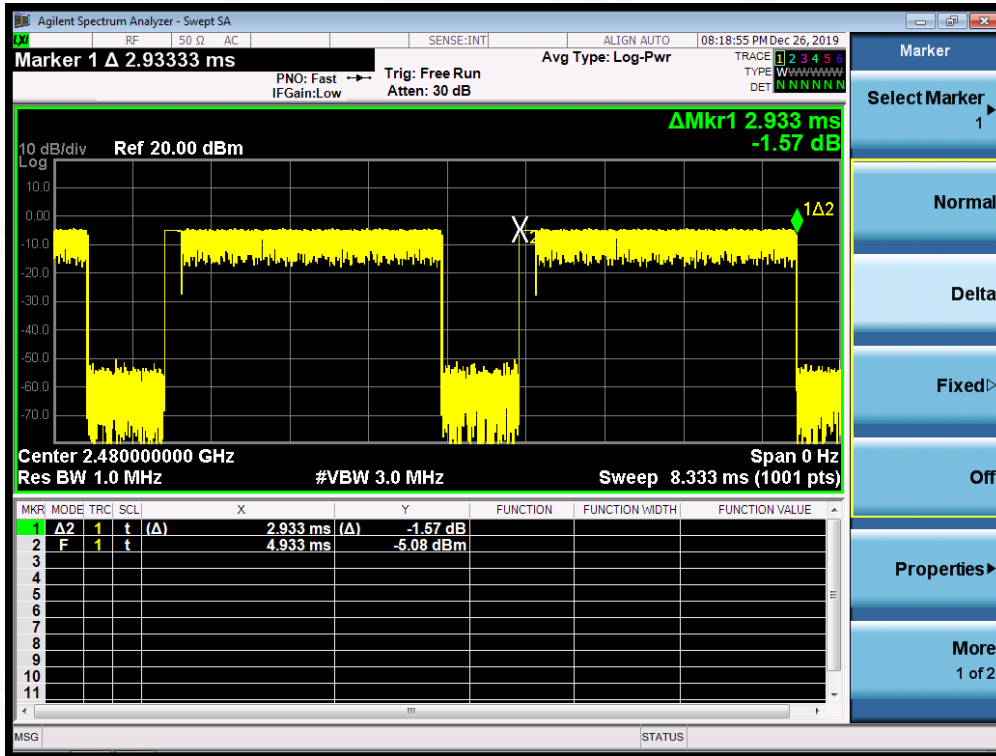 Agilent Spectrum Analyzer - Swept SA
LXI RF 50 Ω AC SENSE:INT ALIGN AUTO 08:18:55 PM Dec 26, 2019
Marker 1 Δ 2.93333 ms
PNO: Fast
IFGain:Low
Trig: Free Run
Atten: 30 dB
Avg Type: Log-Pwr
TRACE 1 2 3 4 5 6
TYPE W WWWWWW
DET N N N N N N
ΔMkr1 2.933 ms
-1.57 dB
10 dB/div Ref 20.00 dBm
Log
10.0
0.00
-10.0
-20.0
-30.0
-40.0
-50.0
-60.0
-70.0
X2
1Δ2
Center 2.480000000 GHz Span 0 Hz
Res BW 1.0 MHz #VBW 3.0 MHz Sweep 8.333 ms (1001 pts)
MKR MODE TRC SCL X Y FUNCTION FUNCTION WIDTH FUNCTION VALUE
1 Δ2 1 t (Δ) 2.933 ms (Δ) -1.57 dB
2 F 1 t 4.933 ms -5.08 dBm
3
4
5
6
7
8
9
10
11
MSG STATUS
Marker
Select Marker
1
Normal
Delta
Fixed
Off
Properties
More
1 of 2